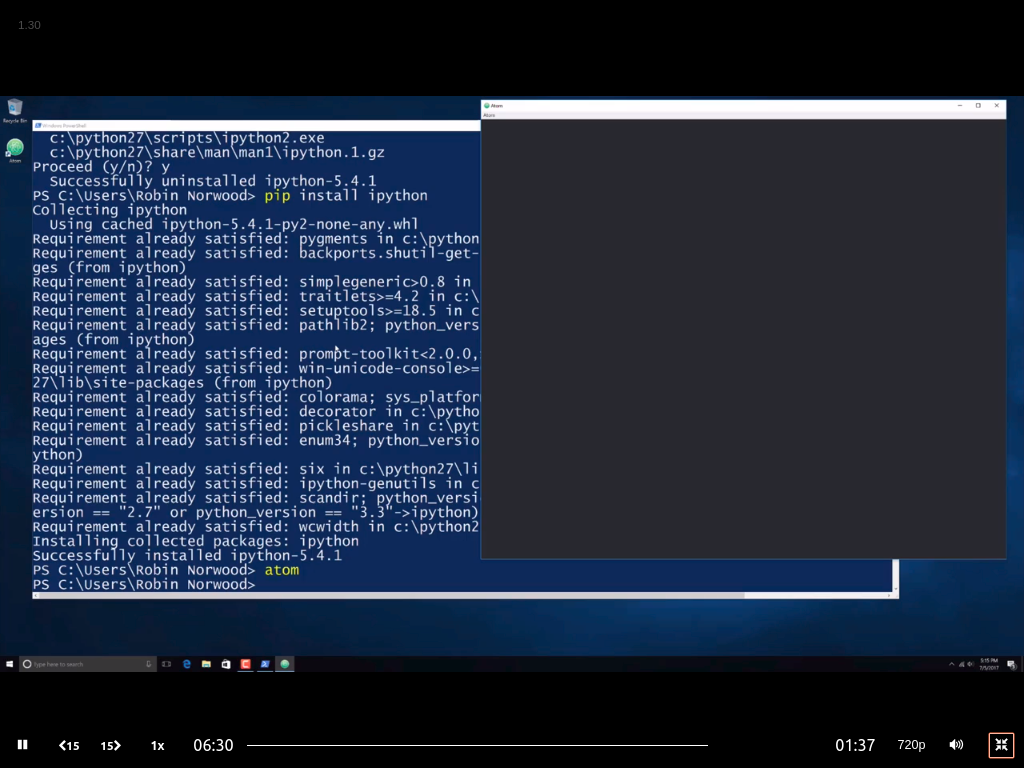 1.30
Atom
Atom
Recycle Bin
Windows PowerShell
Atom
c:\python27\scripts\ipython2.exe
c:\python27\share\man\man1\ipython.1.gz
Proceed (y/n)? y
Successfully uninstalled ipython-5.4.1
PS C:\Users\Robin Norwood> pip install ipython
Collecting ipython
Using cached ipython-5.4.1-py2-none-any.whl
Requirement already satisfied: pygments in c:\python
Requirement already satisfied: backports.shutil-get-
ges (from ipython)
Requirement already satisfied: simplegeneric>0.8 in
Requirement already satisfied: traitlets>=4.2 in c:\
Requirement already satisfied: setuptools>=18.5 in c
Requirement already satisfied: pathlib2; python_vers
ages (from ipython)
Requirement already satisfied: prompt-toolkit<2.0.0,
Requirement already satisfied: win-unicode-console>=
27\lib\site-packages (from ipython)
Requirement already satisfied: colorama; sys_platfor
Requirement already satisfied: decorator in c:\pytho
Requirement already satisfied: pickleshare in c:\pyt
Requirement already satisfied: enum34; python_versio
ython)
Requirement already satisfied: six in c:\python27\li
Requirement already satisfied: ipython-genutils in c
Requirement already satisfied: scandir; python_versi
ersion == "2.7" or python_version == "3.3"->ipython)
Requirement already satisfied: wcwidth in c:\python2
Installing collected packages: ipython
Successfully installed ipython-5.4.1
PS C:\Users\Robin Norwood> atom
PS C:\Users\Robin Norwood>
Type here to search
3:15 PM
7/5/2017
15 15 1x 06:30 01:37 720p